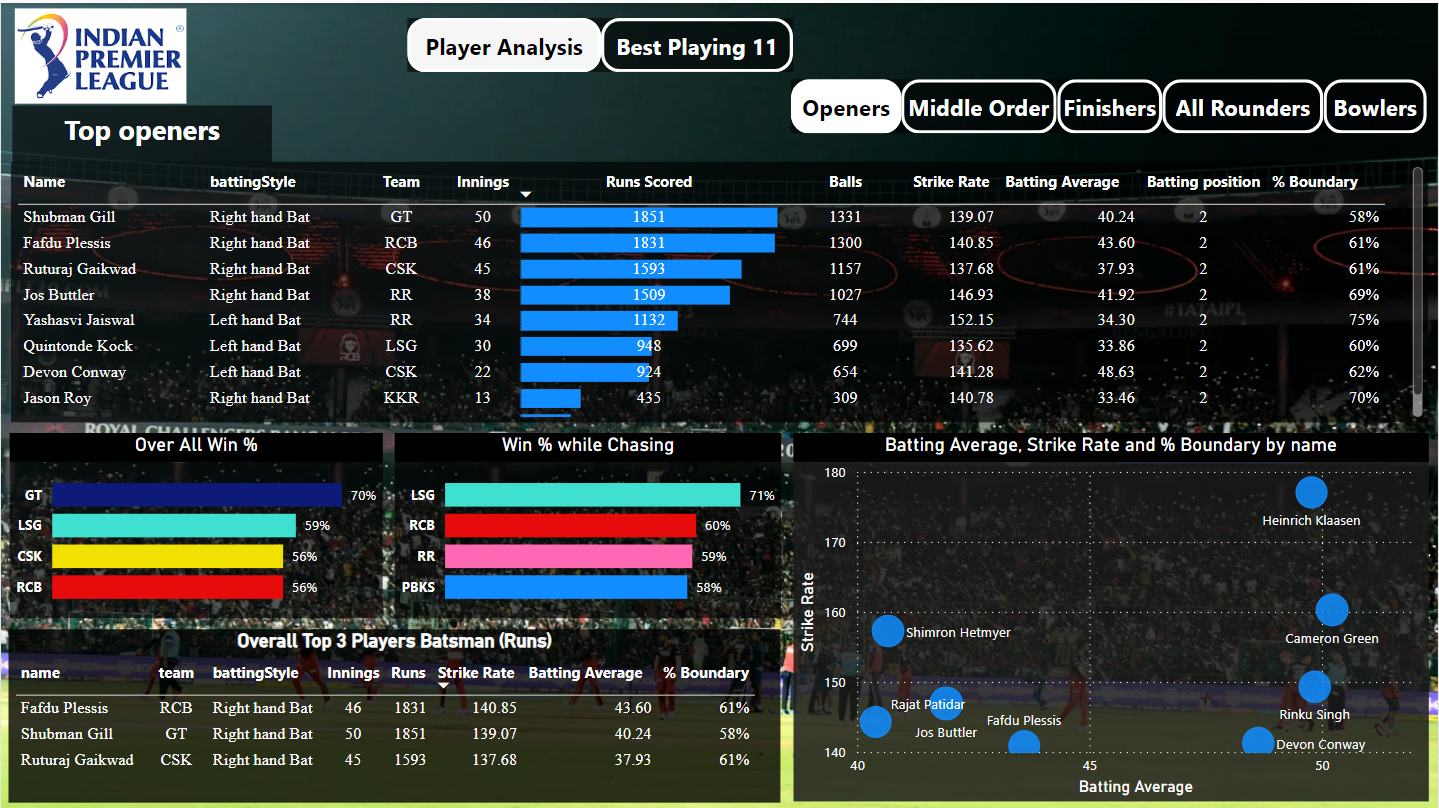 INDIAN
PREMIER
LEAGUE
®
Player Analysis
Best Playing 11
Openers
Middle Order
Finishers
All Rounders
Bowlers
Top openers
Name battingStyle Team Innings Runs Scored Balls Strike Rate Batting Average Batting position % Boundary
Shubman Gill Right hand Bat GT 50 1851 1331 139.07 40.24 2 58%
Fafdu Plessis Right hand Bat RCB 46 1831 1300 140.85 43.60 2 61%
Ruturaj Gaikwad Right hand Bat CSK 45 1593 1157 137.68 37.93 2 61%
Jos Buttler Right hand Bat RR 38 1509 1027 146.93 41.92 2 69%
Yashasvi Jaiswal Left hand Bat RR 34 1132 744 152.15 34.30 2 75%
Quintonde Kock Left hand Bat LSG 30 948 699 135.62 33.86 2 60%
Devon Conway Left hand Bat CSK 22 924 654 141.28 48.63 2 62%
Jason Roy Right hand Bat KKR 13 435 309 140.78 33.46 2 70%
#TATAIPL
RCB
ROYAL CHALLENGERS
Over All Win %
GT 70%
LSG 59%
CSK 56%
RCB 56%
Win % while Chasing
LSG 71%
RCB 60%
RR 59%
PBKS 58%
Overall Top 3 Players Batsman (Runs)
name team battingStyle Innings Runs Strike Rate Batting Average % Boundary
Fafdu Plessis RCB Right hand Bat 46 1831 140.85 43.60 61%
Shubman Gill GT Right hand Bat 50 1851 139.07 40.24 58%
Ruturaj Gaikwad CSK Right hand Bat 45 1593 137.68 37.93 61%
Batting Average, Strike Rate and % Boundary by name
Strike Rate
180
170
160
150
140
Heinrich Klaasen
Cameron Green
Shimron Hetmyer
Rinku Singh
Rajat Patidar
Jos Buttler
Fafdu Plessis
Devon Conway
40 45 50
Batting Average